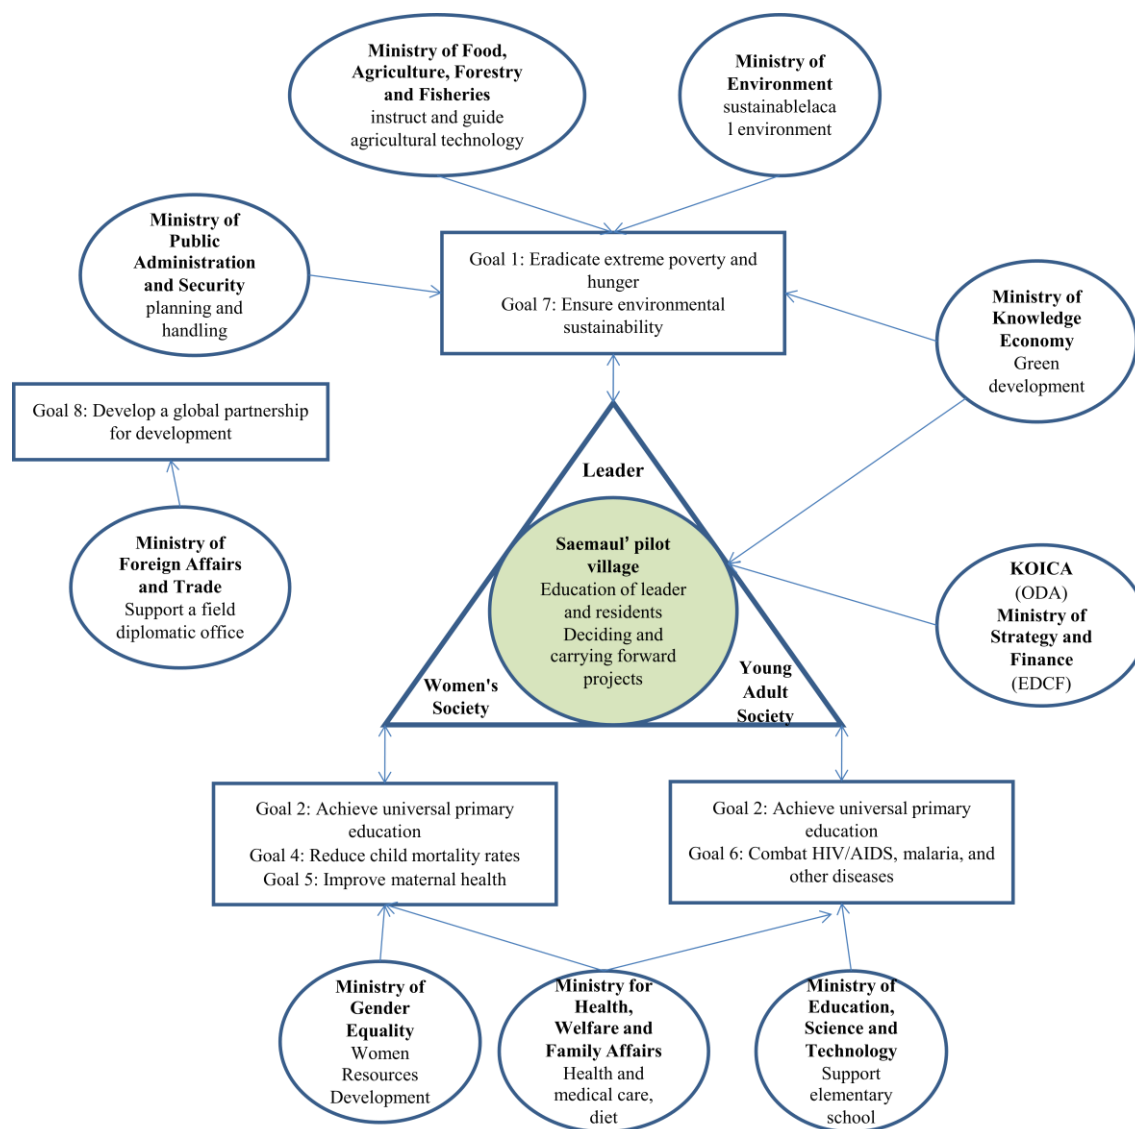 Ministry of Food,
Agriculture, Forestry
and Fisheries
instruct and guide
agricultural technology
Ministry of
Environment
sustainablelaca
l environment
Ministry of
Public
Administration
and Security
planning and
handling
Goal 1: Eradicate extreme poverty and
hunger
Goal 7: Ensure environmental
sustainability
Ministry of
Knowledge
Economy
Green
development
Goal 8: Develop a global partnership
for development
Leader
Ministry of
Foreign Affairs
and Trade
Support a field
diplomatic office
Saemaul’ pilot
village
Education of leader
and residents
Deciding and
carrying forward
projects
KOICA
(ODA)
Ministry of
Strategy and
Finance
(EDCF)
Women's
Society
Young
Adult
Society
Goal 2: Achieve universal primary
education
Goal 4: Reduce child mortality rates
Goal 5: Improve maternal health
Goal 2: Achieve universal primary
education
Goal 6: Combat HIV/AIDS, malaria, and
other diseases
Ministry of
Gender
Equality
Women
Resources
Development
Ministry for
Health,
Welfare and
Family Affairs
Health and
medical care,
diet
Ministry of
Education,
Science and
Technology
Support
elementary
school